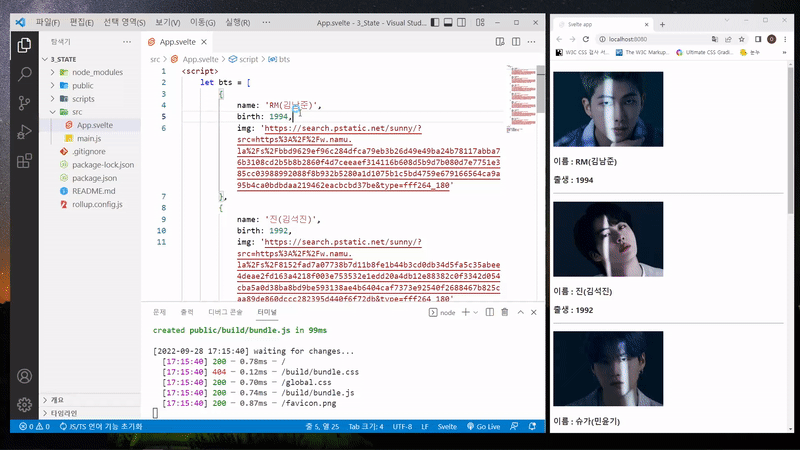 파일(F) 편집(E) 선택 영역(S) 보기(V) 이동(G) 실행(R) ··· App.svelte - 3_State - Visual Stud...
탐색기
3_STATE
node_modules
public
scripts
src
App.svelte
main.js
.gitignore
package-lock.json
package.json
README.md
rollup.config.js
개요
타임라인
App.svelte
src > App.svelte > script > bts
1 <script>
2 let bts = [
3 {
4 name: 'RM(김남준)',
5 birth: 1994,
6 img: 'https://search.pstatic.net/sunny/?
src=https%3A%2F%2Fw.namu.
la%2Fs%2Fbbd9629ef96c284dfca79eb3b26d49e49ba24b78117abba7
6b3108cd2b5b8b2860f4d7ceeaef314116b608d5b9d7b080d7e7751e3
85cc03988992088f8b932b5280a1d1075b1c5bd4759e679166564ca9a
95b4ca0bdbdaa219462eacbcbd37be&type=fff264_180'
7 },
8 {
9 name: '진(김석진)',
10 birth: 1992,
11 img: 'https://search.pstatic.net/sunny/?
src=https%3A%2F%2Fw.namu.
la%2Fs%2F8152fad7a07738b7d11b8fe1b44b3cd0db34d5fa5c35abee
4deae2fd163a4218f003e753532e1edd20a4db12e88382c0f3342d054
cba5a0d38ba8bd9be593138ae4b6404caf7373e92540f2688467b825c
aa89de860dccc282395d440f6f72db&type=fff264_180'
문제 출력 디버그 콘솔 터미널 node
created public/build/bundle.js in 99ms
[2022-09-28 17:15:40] waiting for changes...
[17:15:40] 200 ─ 0.78ms ─ /
[17:15:40] 404 ─ 0.12ms ─ /build/bundle.css
[17:15:40] 200 ─ 0.70ms ─ /global.css
[17:15:40] 200 ─ 0.74ms ─ /build/bundle.js
[17:15:40] 200 ─ 0.87ms ─ /favicon.png
0 0 JS/TS 언어 기능 초기화 줄 5, 열 25 Tab 크기: 4 UTF-8 LF Svelte Go Live
Svelte app
localhost:8080
W3C CSS 검사 서... The W3C Markup... Ultimate CSS Gradi... 눈누
이름 : RM(김남준)
출생 : 1994
이름 : 진(김석진)
출생 : 1992
이름 : 슈가(민윤기)